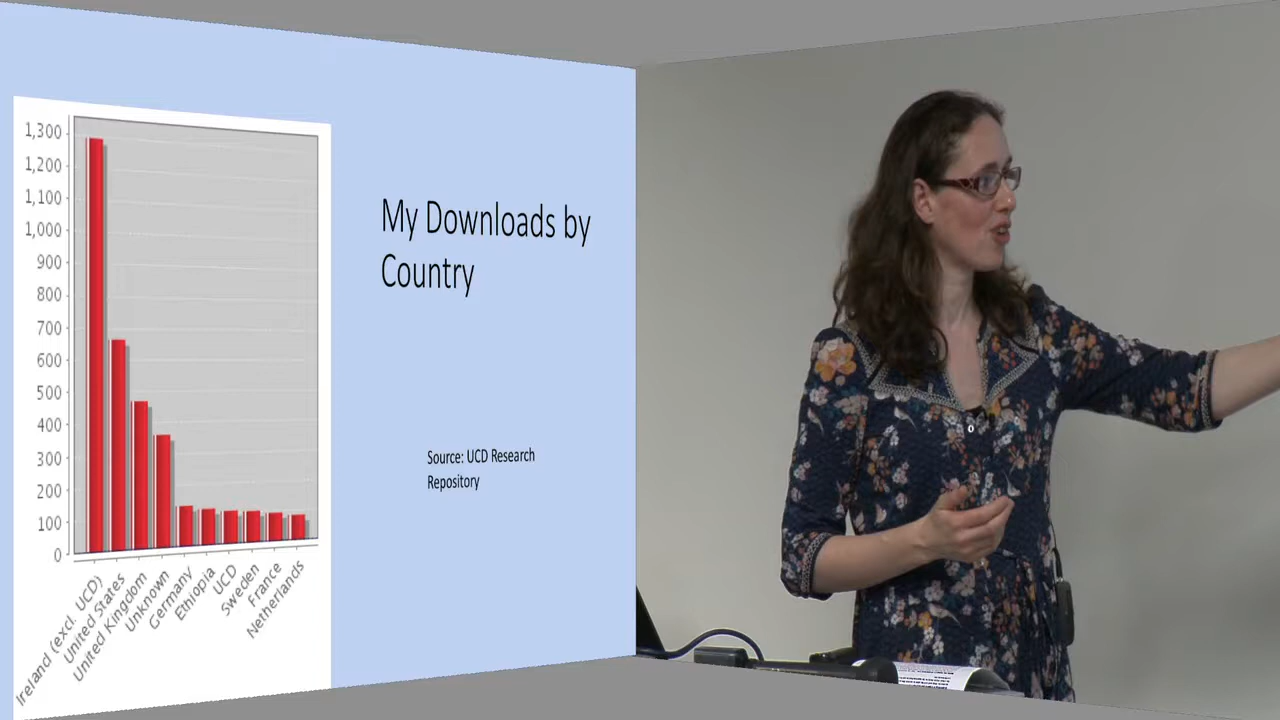 1,300
1,200
1,100
1,000
900
800
700
600
500
400
300
200
100
0
Ireland (excl. UCD)
United States
United Kingdom
Unknown
Germany
Ethiopia
UCD
Sweden
France
Netherlands
My Downloads by
Country
Source: UCD Research
Repository